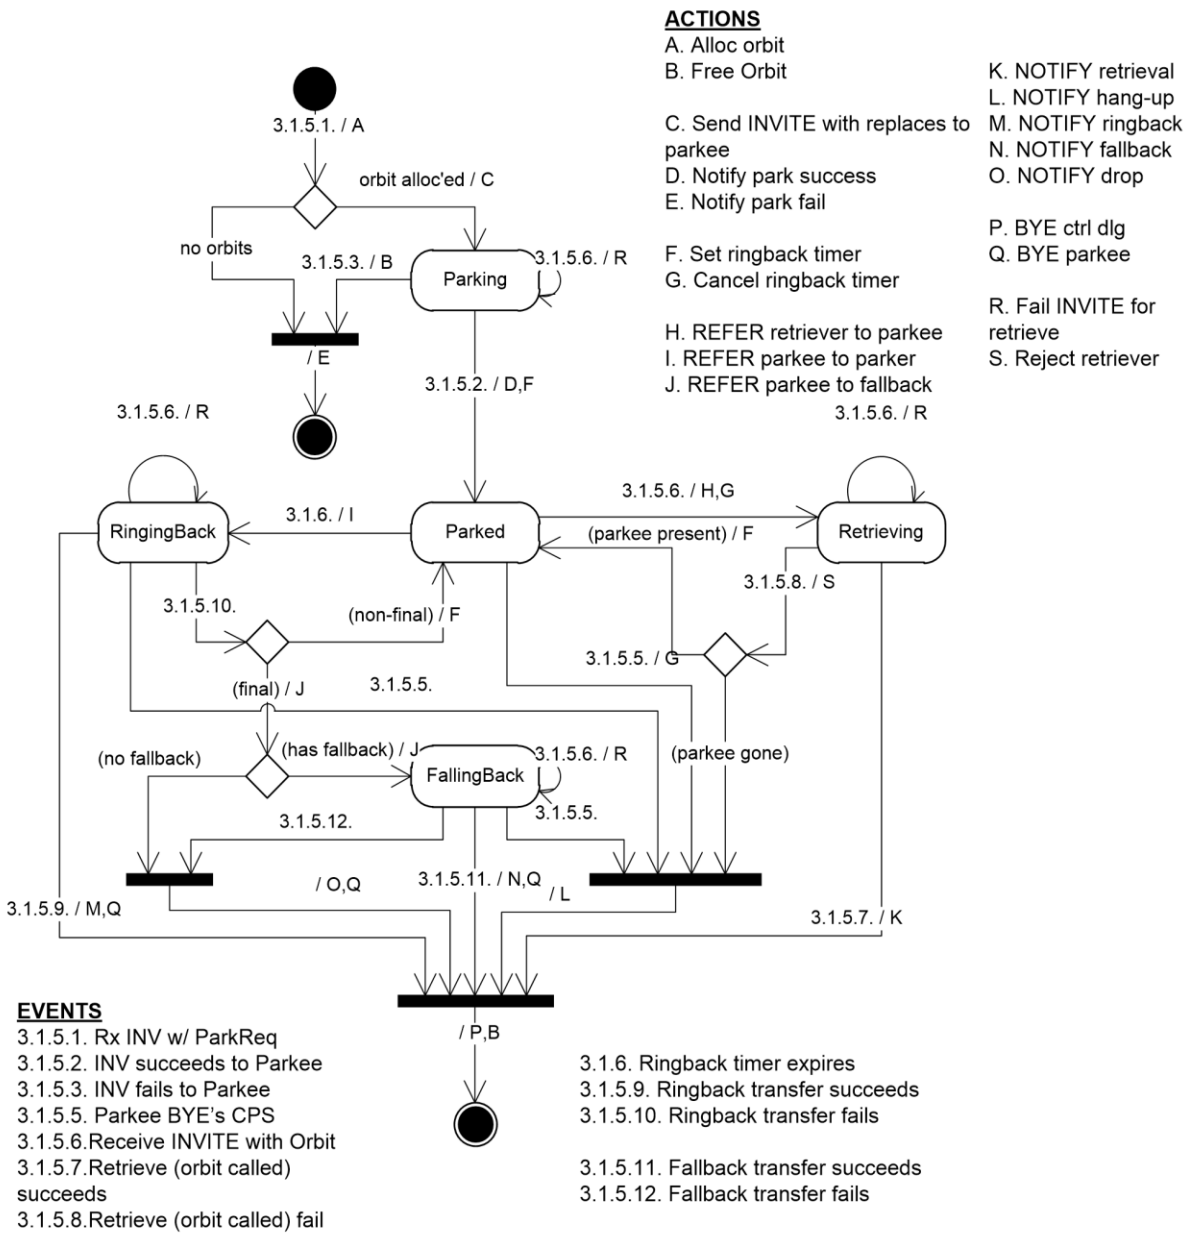 ACTIONS
A. Alloc orbit
B. Free Orbit
C. Send INVITE with replaces to
parkee
D. Notify park success
E. Notify park fail
F. Set ringback timer
G. Cancel ringback timer
H. REFER retriever to parkee
I. REFER parkee to parker
J. REFER parkee to fallback
K. NOTIFY retrieval
L. NOTIFY hang-up
M. NOTIFY ringback
N. NOTIFY fallback
O. NOTIFY drop
P. BYE ctrl dlg
Q. BYE parkee
R. Fail INVITE for
retrieve
S. Reject retriever
3.1.5.1. / A
orbit alloc'ed / C
no orbits
3.1.5.3. / B
Parking
3.1.5.6. / R
/ E
3.1.5.2. / D,F
3.1.5.6. / R
3.1.5.6. / R
RingingBack
3.1.6. / I
Parked
3.1.5.6. / H,G
(parkee present) / F
Retrieving
3.1.5.10.
(non-final) / F
3.1.5.8. / S
3.1.5.5. / G
(final) / J
3.1.5.5.
(no fallback)
(has fallback) / J
FallingBack
3.1.5.6. / R
(parkee gone)
3.1.5.5.
3.1.5.12.
/ O,Q
3.1.5.11. / N,Q
/ L
3.1.5.9. / M,Q
3.1.5.7. / K
/ P,B
EVENTS
3.1.5.1. Rx INV w/ ParkReq
3.1.5.2. INV succeeds to Parkee
3.1.5.3. INV fails to Parkee
3.1.5.5. Parkee BYE's CPS
3.1.5.6.Receive INVITE with Orbit
3.1.5.7.Retrieve (orbit called)
succeeds
3.1.5.8.Retrieve (orbit called) fail
3.1.6. Ringback timer expires
3.1.5.9. Ringback transfer succeeds
3.1.5.10. Ringback transfer fails
3.1.5.11. Fallback transfer succeeds
3.1.5.12. Fallback transfer fails